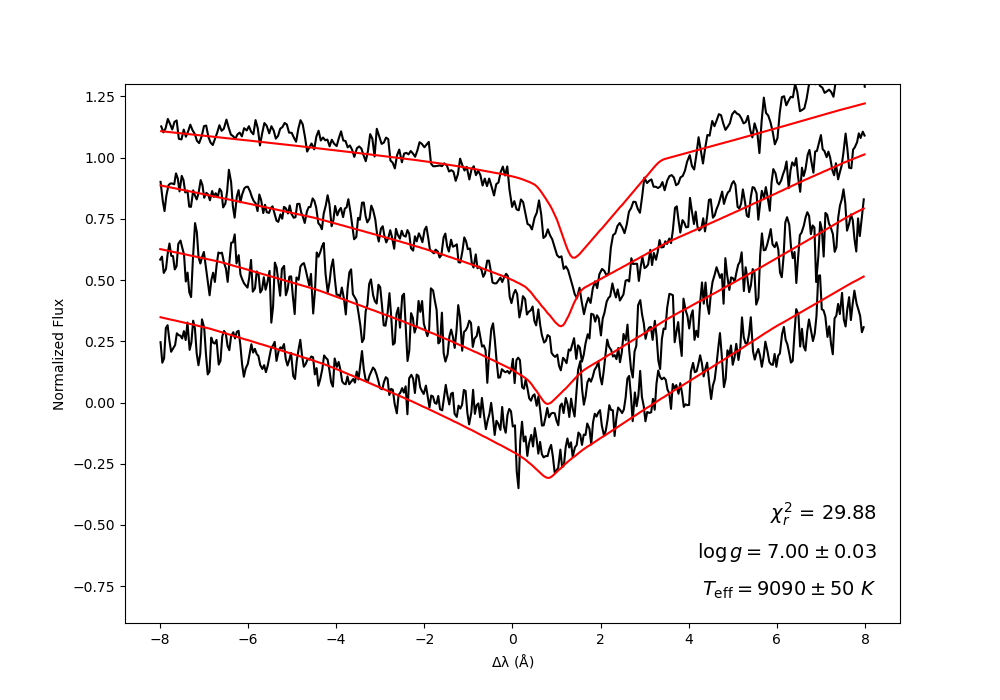 1.25
1.00
0.75
0.50
0.25
0.00
−0.25
−0.50
−0.75
Normalized Flux
χ_r^2 = 29.88
log g = 7.00 ± 0.03
T_eff = 9090 ± 50 K
−8 −6 −4 −2 0 2 4 6 8
Δλ (Å)